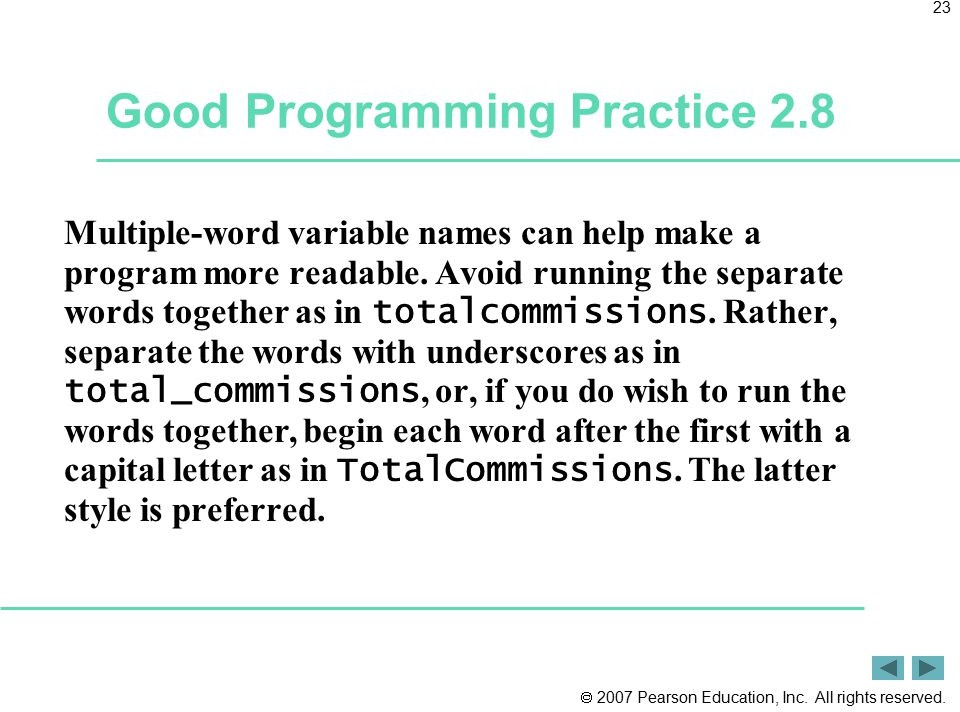 23
Good Programming Practice 2.8
Multiple-word variable names can help make a
program more readable. Avoid running the separate
words together as in totalcommissions. Rather,
separate the words with underscores as in
total_commissions, or, if you do wish to run the
words together, begin each word after the first with a
capital letter as in TotalCommissions. The latter
style is preferred.
© 2007 Pearson Education, Inc. All rights reserved.